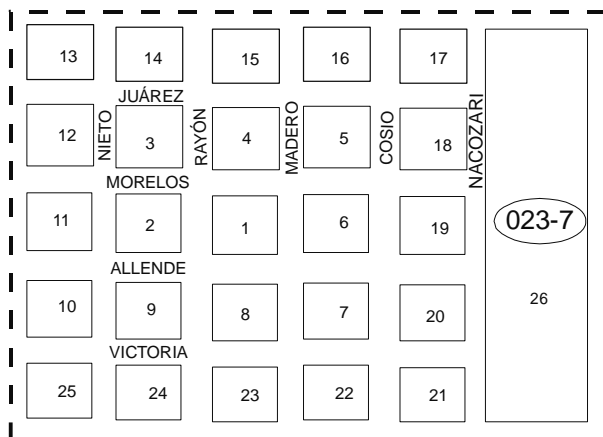 13 14 15 16 17
JUÁREZ
12 NIETO 3 RAYÓN 4 MADERO 5 COSIO 18 NACOZARI
MORELOS
11 2 1 6 19 023-7
ALLENDE
10 9 8 7 20 26
VICTORIA
25 24 23 22 21